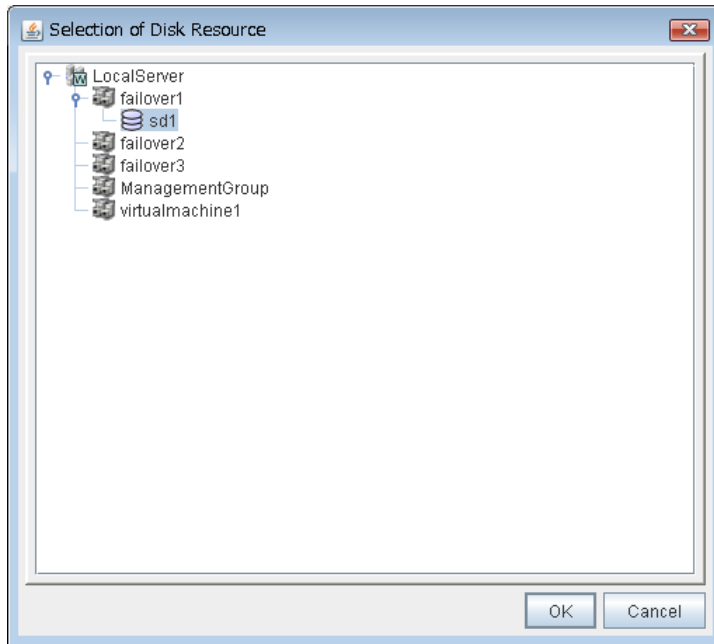 Selection of Disk Resource
LocalServer
failover1
sd1
failover2
failover3
ManagementGroup
virtualmachine1
OK Cancel